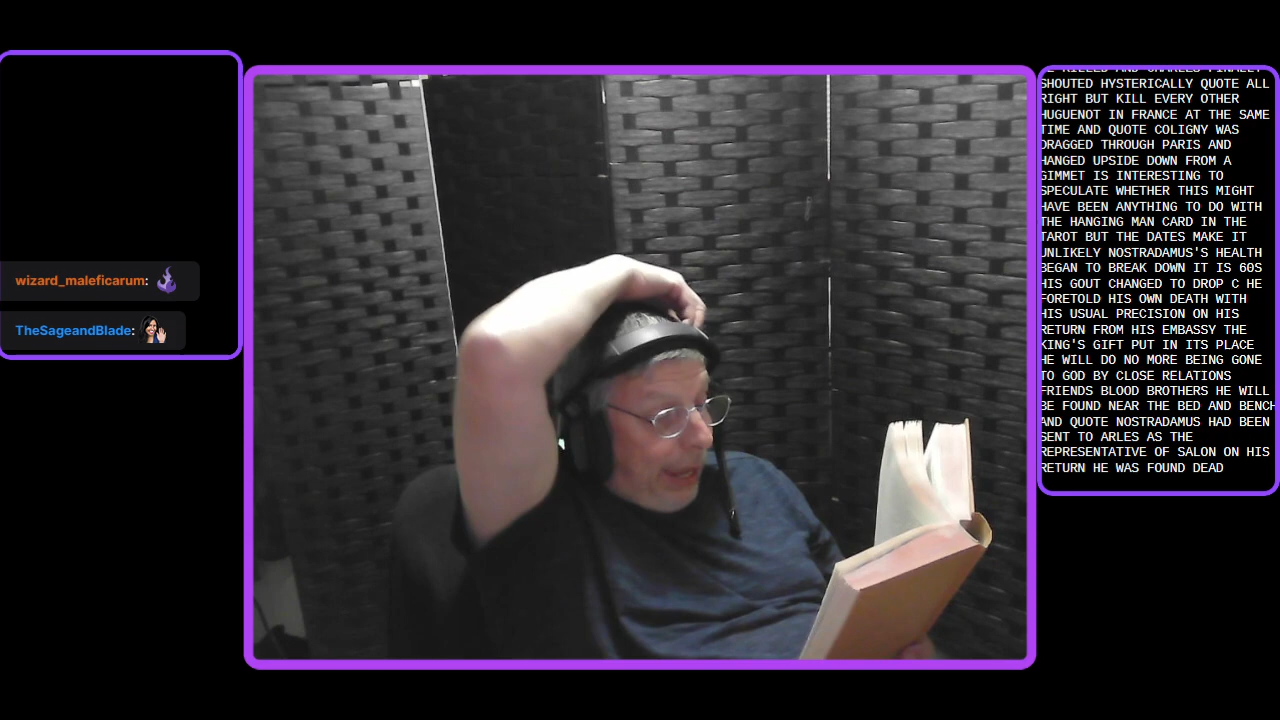 wizard_maleficarum:
TheSageandBlade:
SHOUTED HYSTERICALLY QUOTE ALL
RIGHT BUT KILL EVERY OTHER
HUGUENOT IN FRANCE AT THE SAME
TIME AND QUOTE COLIGNY WAS
DRAGGED THROUGH PARIS AND
HANGED UPSIDE DOWN FROM A
GIMMET IS INTERESTING TO
SPECULATE WHETHER THIS MIGHT
HAVE BEEN ANYTHING TO DO WITH
THE HANGING MAN CARD IN THE
TAROT BUT THE DATES MAKE IT
UNLIKELY NOSTRADAMUS'S HEALTH
BEGAN TO BREAK DOWN IT IS 60S
HIS GOUT CHANGED TO DROP C HE
FORETOLD HIS OWN DEATH WITH
HIS USUAL PRECISION ON HIS
RETURN FROM HIS EMBASSY THE
KING'S GIFT PUT IN ITS PLACE
HE WILL DO NO MORE BEING GONE
TO GOD BY CLOSE RELATIONS
FRIENDS BLOOD BROTHERS HE WILL
BE FOUND NEAR THE BED AND BENCH
AND QUOTE NOSTRADAMUS HAD BEEN
SENT TO ARLES AS THE
REPRESENTATIVE OF SALON ON HIS
RETURN HE WAS FOUND DEAD